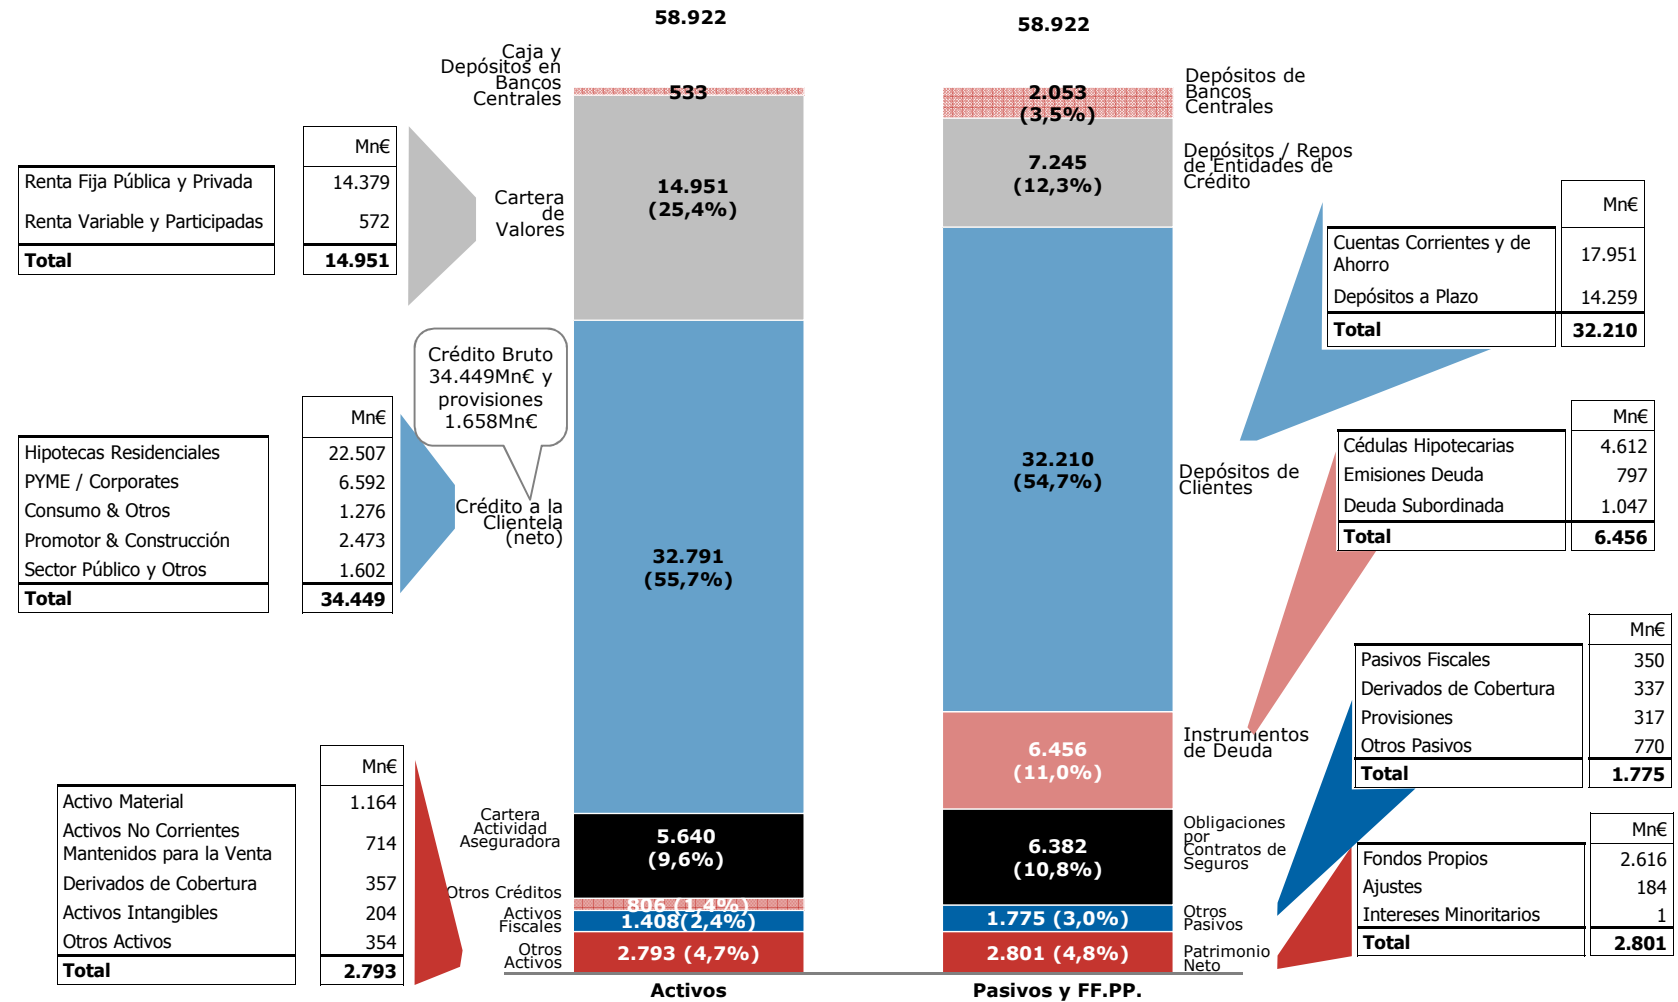 58.922
58.922
Caja y
Depósitos en
Bancos
Centrales
533
2.053
(3,5%)
Depósitos de
Bancos
Centrales
Mn€
Renta Fija Pública y Privada 14.379
Renta Variable y Participadas 572
Total 14.951
Cartera
de
Valores
14.951
(25,4%)
7.245
(12,3%)
Depósitos / Repos
de Entidades de
Crédito
Mn€
Cuentas Corrientes y de
Ahorro 17.951
Depósitos a Plazo 14.259
Total 32.210
Crédito Bruto
34.449Mn€ y
provisiones
1.658Mn€
Mn€
Hipotecas Residenciales 22.507
PYME / Corporates 6.592
Consumo & Otros 1.276
Promotor & Construcción 2.473
Sector Público y Otros 1.602
Total 34.449
Crédito a la
Clientela
(neto)
32.791
(55,7%)
32.210
(54,7%)
Depósitos de
Clientes
Mn€
Cédulas Hipotecarias 4.612
Emisiones Deuda 797
Deuda Subordinada 1.047
Total 6.456
6.456
(11,0%)
Instrumentos
de Deuda
Mn€
Pasivos Fiscales 350
Derivados de Cobertura 337
Provisiones 317
Otros Pasivos 770
Total 1.775
Mn€
Activo Material 1.164
Activos No Corrientes
Mantenidos para la Venta 714
Derivados de Cobertura 357
Activos Intangibles 204
Otros Activos 354
Total 2.793
Cartera
Actividad
Aseguradora
5.640
(9,6%)
6.382
(10,8%)
Obligaciones
por
Contratos de
Seguros
Mn€
Fondos Propios 2.616
Ajustes 184
Intereses Minoritarios 1
Total 2.801
Otros Créditos
806 (1,4%)
Activos
Fiscales
1.408(2,4%)
1.775 (3,0%)
Otros
Pasivos
Otros
Activos
2.793 (4,7%)
2.801 (4,8%)
Patrimonio
Neto
Activos
Pasivos y FF.PP.